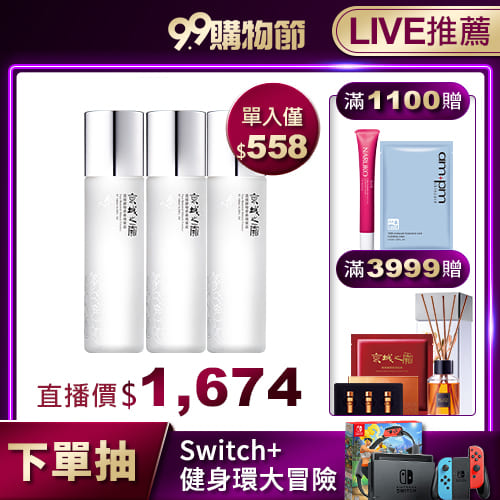 9.9購物節
LIVE推薦
單入僅
$558
滿1100贈
NARUKO
am+pm
京城之霜
京城之霜
京城之霜
滿3999贈
京城之霜
直播價$1,674
下單抽
Switch+
健身環大冒險